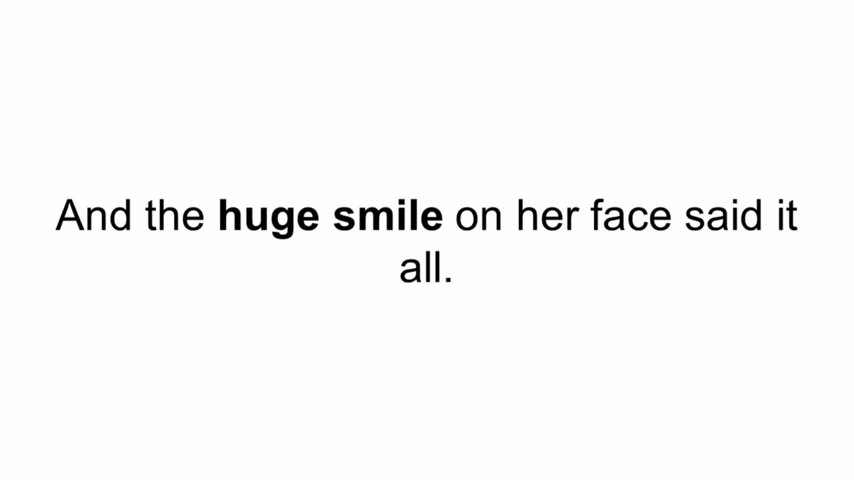 And the huge smile on her face said it
all.